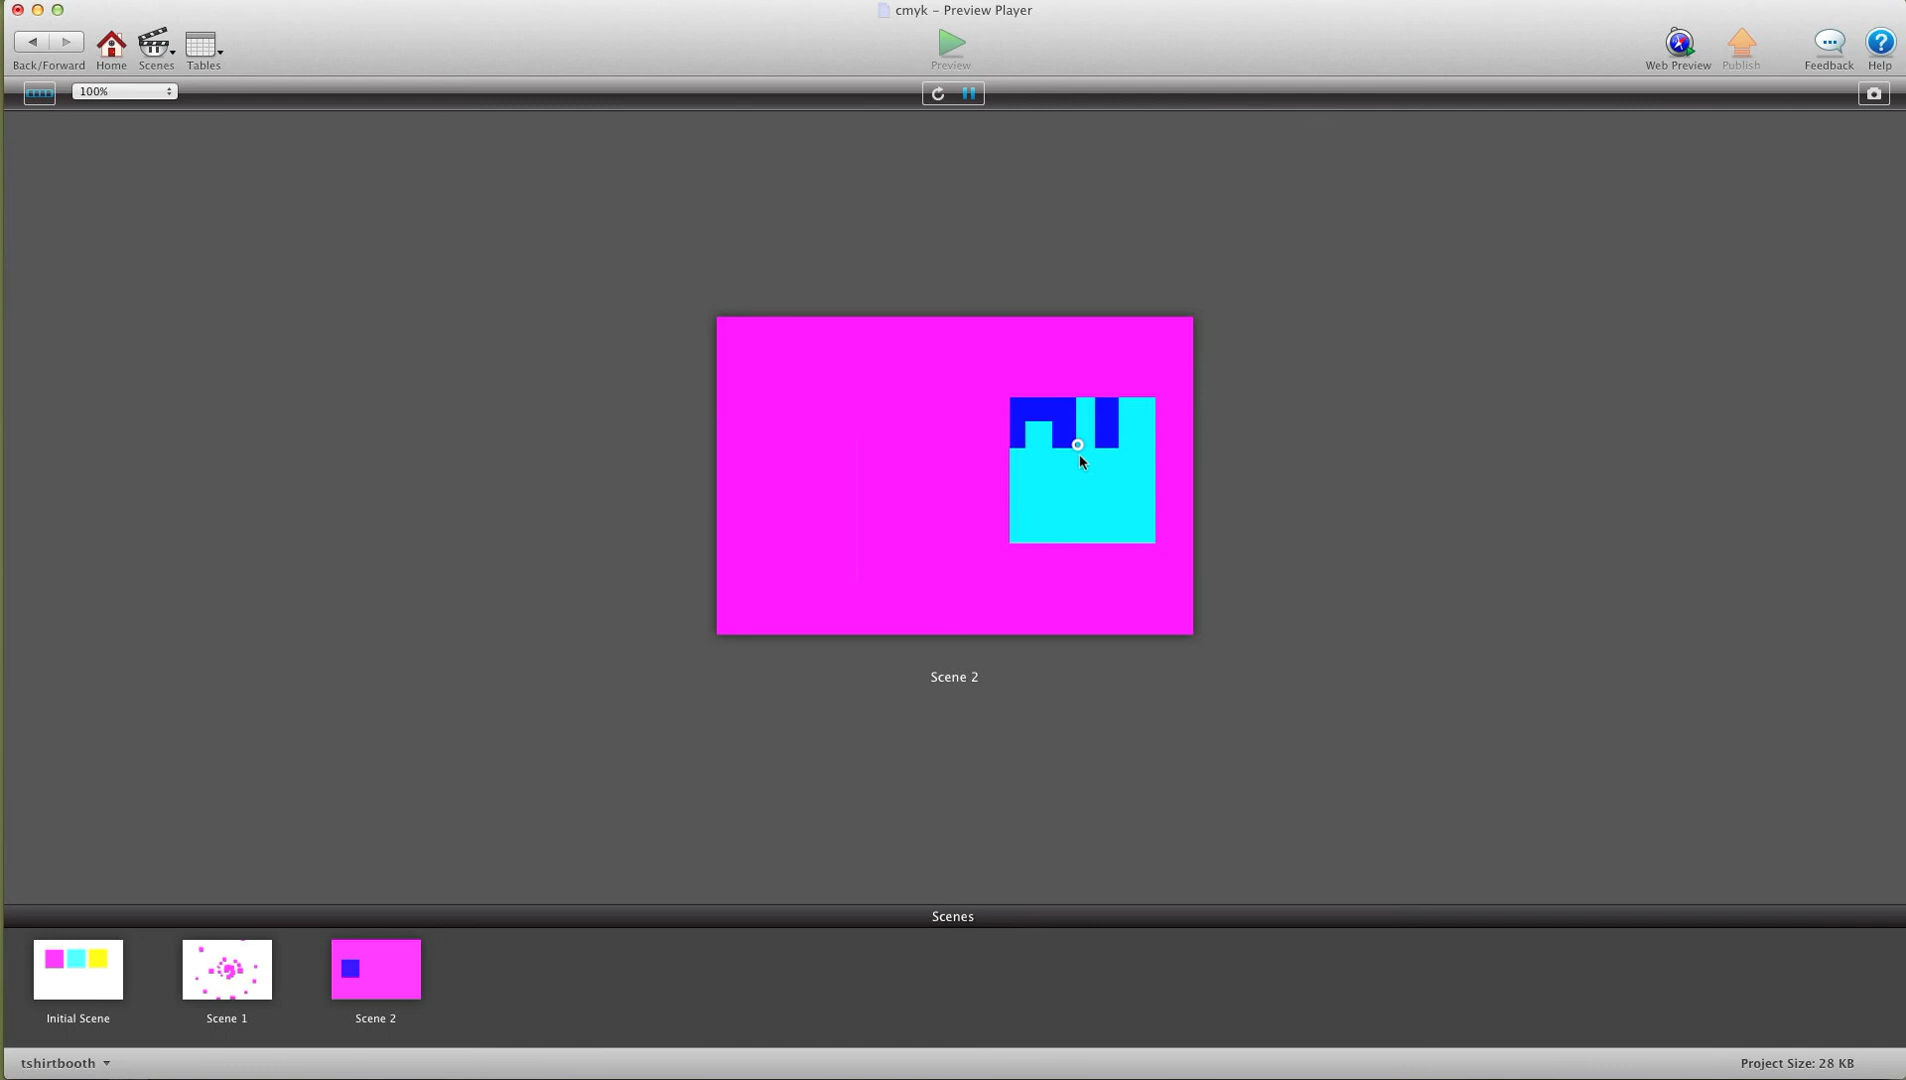 cmyk – Preview Player
Back/Forward
Home
Scenes
Tables
Preview
Web Preview
Publish
Feedback
Help
100%
Scene 2
Scenes
Initial Scene
Scene 1
Scene 2
tshirtbooth
Project Size: 28 KB